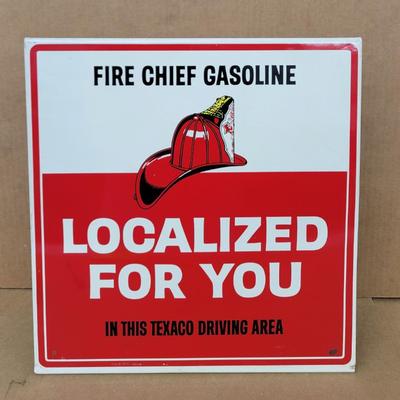 FIRE CHIEF GASOLINE
LOCALIZED
FOR YOU
IN THIS TEXACO DRIVING AREA